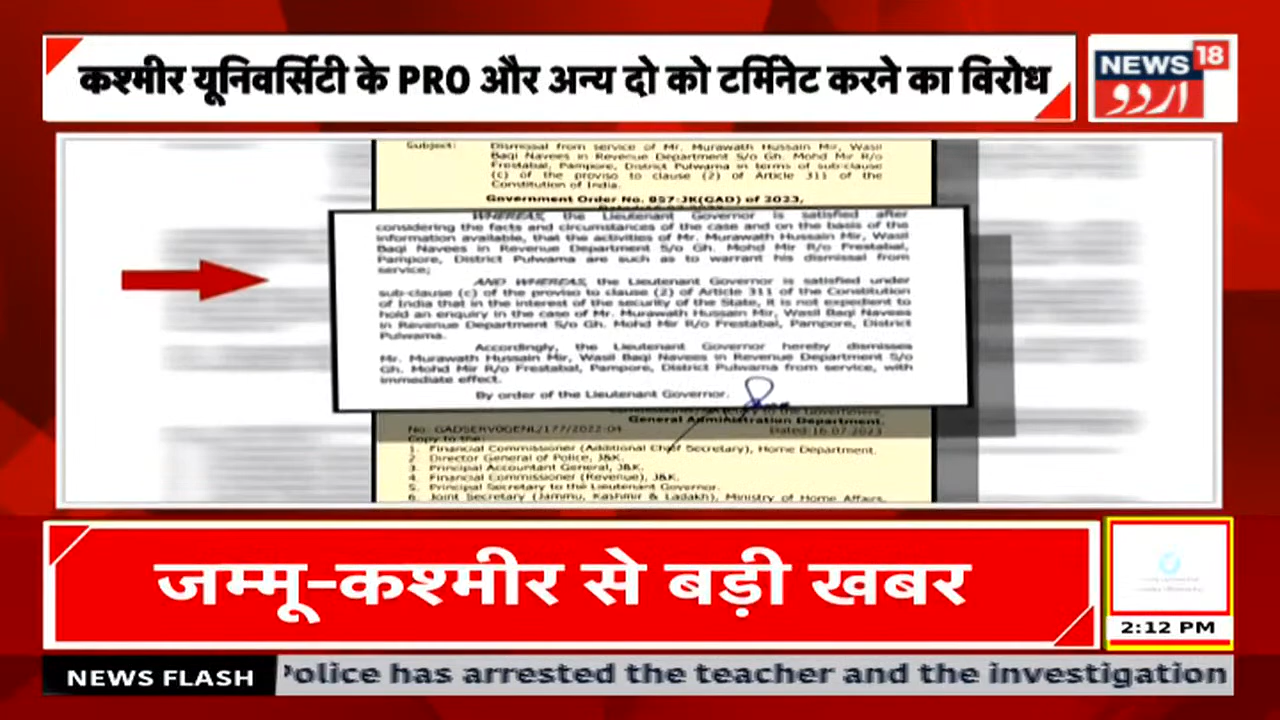 कश्मीर यूनिवर्सिटी के PRO और अन्य दो को टर्मिनेट करने का विरोध
NEWS 18
اردو
Subject: Dismissal from service of Mr. Murawath Hussain Mir, Wasil
Baqi Navees in Revenue Department S/o Gh. Mohd Mir R/o
Frestabal, Pampore, District Pulwama in terms of sub-clause
(c) of the proviso to clause (2) of Article 311 of the
Constitution of India.
Government Order No. 857-JK(GAD) of 2023,
WHEREAS, the Lieutenant Governor is satisfied after
considering the facts and circumstances of the case and on the basis of the
information available, that the activities of Mr. Murawath Hussain Mir, Wasil
Baqi Navees in Revenue Department S/o Gh. Mohd Mir R/o Frestabal,
Pampore, District Pulwama are such as to warrant his dismissal from
service;
AND WHEREAS, the Lieutenant Governor is satisfied under
sub-clause (c) of the proviso to clause (2) of Article 311 of the Constitution
of India that in the interest of the security of the State, it is not expedient to
hold an enquiry in the case of Mr. Murawath Hussain Mir, Wasil Baqi Navees
in Revenue Department S/o Gh. Mohd Mir R/o Frestabal, Pampore, District
Pulwama.
Accordingly, the Lieutenant Governor hereby dismisses
Mr. Murawath Hussain Mir, Wasil Baqi Navees in Revenue Department S/o
Gh. Mohd Mir R/o Frestabal, Pampore, District Pulwama from service, with
immediate effect.
By order of the Lieutenant Governor.
General Administration Department.
No: GADSERV0GENL/177/2022-04 Dated:16.07.2023
Copy to the:
1. Financial Commissioner (Additional Chief Secretary), Home Department.
2. Director General of Police, J&K.
3. Principal Accountant General, J&K.
4. Financial Commissioner (Revenue), J&K.
5. Principal Secretary to the Lieutenant Governor.
6. Joint Secretary (Jammu, Kashmir & Ladakh), Ministry of Home Affairs,
जम्मू-कश्मीर से बड़ी खबर
2:12 PM
NEWS FLASH
Police has arrested the teacher and the investigation